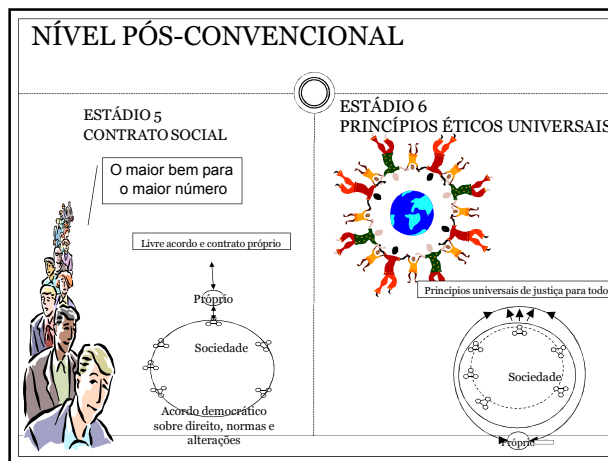 NÍVEL PÓS-CONVENCIONAL
ESTÁDIO 5
CONTRATO SOCIAL
O maior bem para
o maior número
Livre acordo e contrato próprio
Próprio
Sociedade
Acordo democrático
sobre direito, normas e
alterações
ESTÁDIO 6
PRINCÍPIOS ÉTICOS UNIVERSAIS
Princípios universais de justiça para todo
Sociedade
Próprio